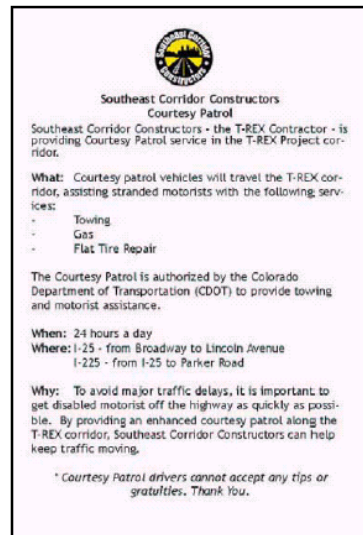 Southeast Corridor
Constructors
Southeast Corridor Constructors
Courtesy Patrol
Southeast Corridor Constructors - the T-REX Contractor - is
providing Courtesy Patrol service in the T-REX Project cor-
ridor.
What: Courtesy patrol vehicles will travel the T-REX cor-
ridor, assisting stranded motorists with the following serv-
ices:
- Towing
- Gas
- Flat Tire Repair
The Courtesy Patrol is authorized by the Colorado
Department of Transportation (CDOT) to provide towing
and motorist assistance.
When: 24 hours a day
Where: I-25 - from Broadway to Lincoln Avenue
I-225 - from I-25 to Parker Road
Why: To avoid major traffic delays, it is important to
get disabled motorist off the highway as quickly as possi-
ble. By providing an enhanced courtesy patrol along the
T-REX corridor, Southeast Corridor Constructors can help
keep traffic moving.
* Courtesy Patrol drivers cannot accept any tips or
gratuities. Thank You.